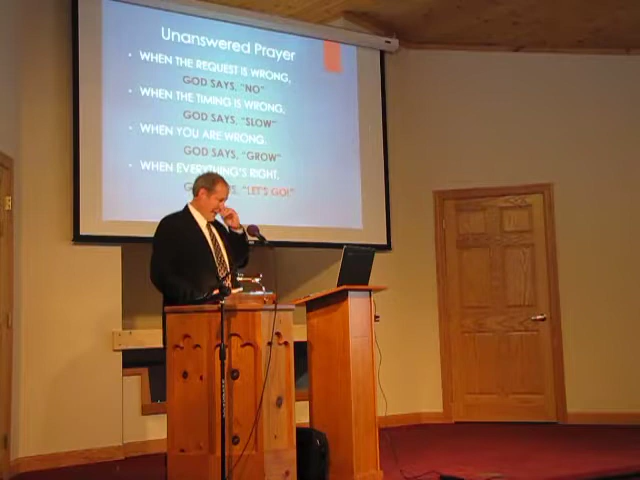 Unanswered Prayer
• WHEN THE REQUEST IS WRONG,
GOD SAYS, "NO"
• WHEN THE TIMING IS WRONG,
GOD SAYS, "SLOW"
• WHEN YOU ARE WRONG,
GOD SAYS, "GROW"
• WHEN EVERYTHING'S RIGHT,
"LET'S GO!"